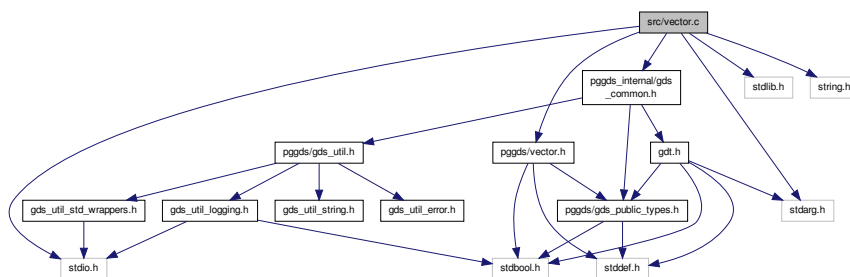 src/vector.c
pggds_internal/gds
_common.h
stdlib.h
string.h
pggds/gds_util.h
pggds/vector.h
gdt.h
gds_util_std_wrappers.h
gds_util_logging.h
gds_util_string.h
gds_util_error.h
pggds/gds_public_types.h
stdarg.h
stdio.h
stdbool.h
stddef.h